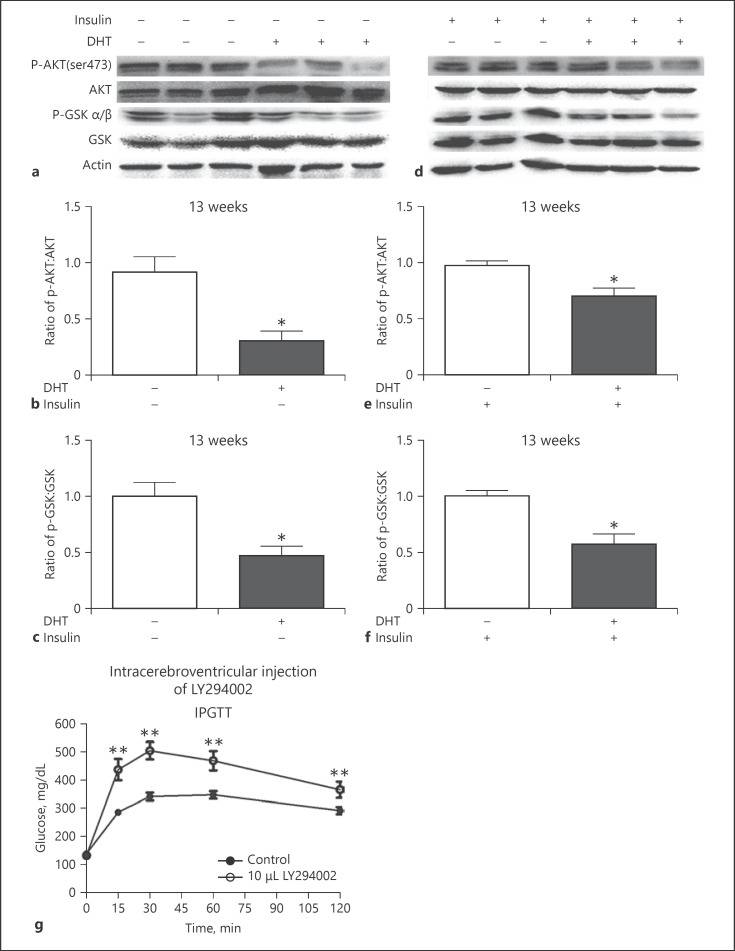 Insulin – – – – – – + + + + + +
DHT – – – + + + – – – + + +
P-AKT(ser473)
AKT
P-GSK α/β
GSK
Actin
a d
1.5 13 weeks
1.0
0.5
0
Ratio of p-AKT:AKT
DHT – +
b Insulin – –
1.5 13 weeks
1.0
0.5
0
Ratio of p-AKT:AKT
*
*
DHT – +
e Insulin + +
1.5 13 weeks
1.0
0.5
0
Ratio of p-GSK:GSK
*
DHT – +
c Insulin – –
1.5 13 weeks
1.0
0.5
0
Ratio of p-GSK:GSK
*
DHT – +
f Insulin + +
Intracerebroventricular injection
of LY294002
IPGTT
600
500
400
300
200
100
0
Glucose, mg/dL
** ** ** **
Control
10 µL LY294002
0 15 30 45 60 75 90 105 120
Time, min
g